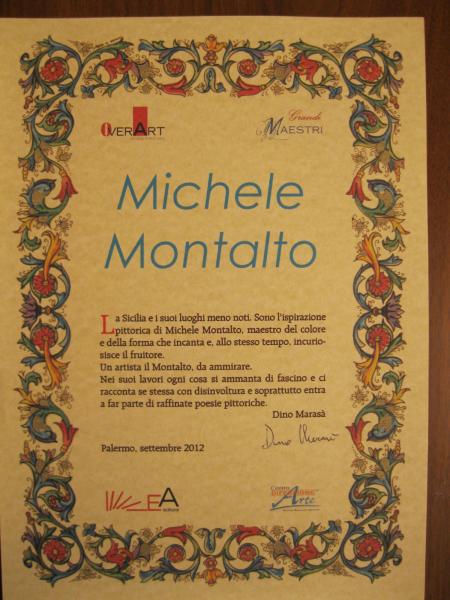 OVERART
Grandi
MAESTRI
Michele
Montalto
La Sicilia e i suoi luoghi meno noti. Sono l'ispirazione
pittorica di Michele Montalto, maestro del colore
e della forma che incanta e, allo stesso tempo, incurio-
sisce il fruitore.
Un artista il Montalto, da ammirare.
Nei suoi lavori ogni cosa si ammanta di fascino e ci
racconta se stessa con disinvoltura e soprattutto entra
a far parte di raffinate poesie pittoriche.
Dino Marasà
Palermo, settembre 2012
EA
editore
Centro
Arte